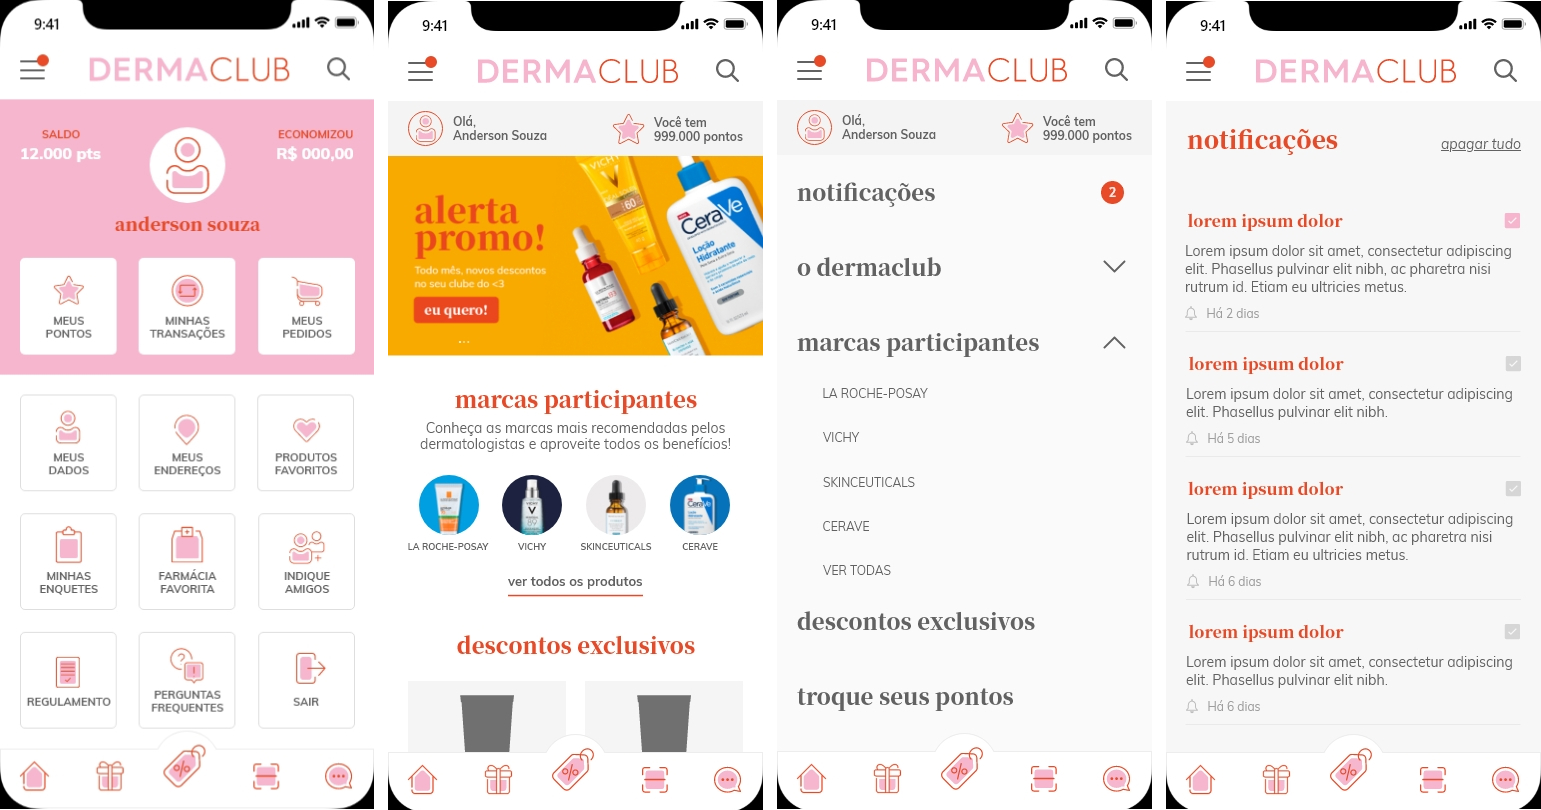 9:41
DERMACLUB
SALDO
12.000 pts
ECONOMIZOU
R$ 000,00
anderson souza
MEUS
PONTOS
MINHAS
TRANSAÇÕES
MEUS
PEDIDOS
MEUS
DADOS
MEUS
ENDEREÇOS
PRODUTOS
FAVORITOS
MINHAS
ENQUETES
FARMÁCIA
FAVORITA
INDIQUE
AMIGOS
REGULAMENTO
PERGUNTAS
FREQUENTES
SAIR
9:41
DERMACLUB
Olá,
Anderson Souza
Você tem
999.000 pontos
alerta
promo!
Todo mês, novos descontos
no seu clube do <3
eu quero!
VICHY
60
CeraVe
Loção
Hidratante
marcas participantes
Conheça as marcas mais recomendadas pelos
dermatologistas e aproveite todos os benefícios!
LA ROCHE-POSAY
VICHY
SKINCEUTICALS
CERAVE
ver todos os produtos
descontos exclusivos
9:41
DERMACLUB
Olá,
Anderson Souza
Você tem
999.000 pontos
notificações
2
o dermaclub
marcas participantes
LA ROCHE-POSAY
VICHY
SKINCEUTICALS
CERAVE
VER TODAS
descontos exclusivos
troque seus pontos
9:41
DERMACLUB
notificações
apagar tudo
lorem ipsum dolor
Lorem ipsum dolor sit amet, consectetur adipiscing
elit. Phasellus pulvinar elit nibh, ac pharetra nisi
rutrum id. Etiam eu ultricies metus.
Há 2 dias
lorem ipsum dolor
Lorem ipsum dolor sit amet, consectetur adipiscing
elit. Phasellus pulvinar elit nibh.
Há 5 dias
lorem ipsum dolor
Lorem ipsum dolor sit amet, consectetur adipiscing
elit. Phasellus pulvinar elit nibh, ac pharetra nisi
rutrum id. Etiam eu ultricies metus.
Há 6 dias
lorem ipsum dolor
Lorem ipsum dolor sit amet, consectetur adipiscing
elit. Phasellus pulvinar elit nibh.
Há 6 dias